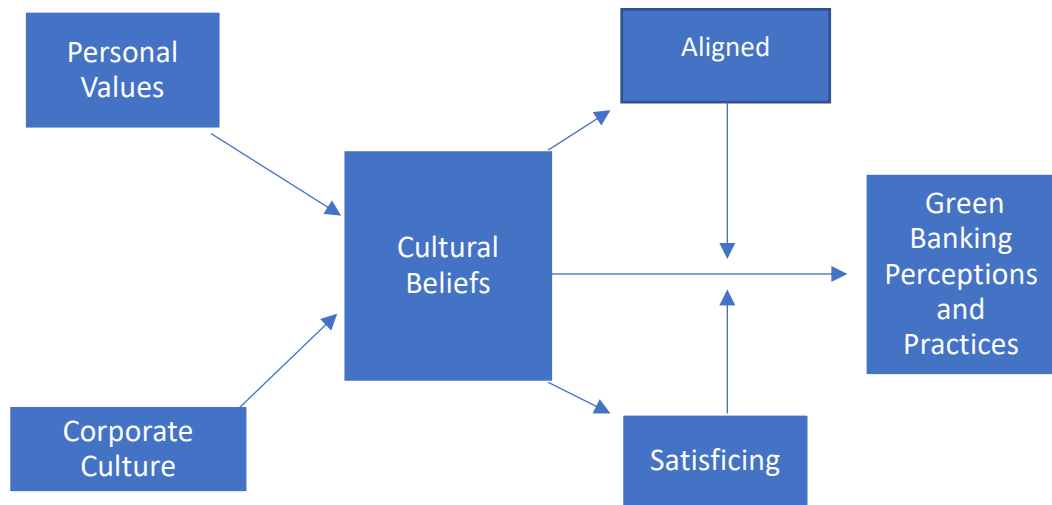 Personal
Values
Aligned
Cultural
Beliefs
Green
Banking
Perceptions
and
Practices
Corporate
Culture
Satisficing